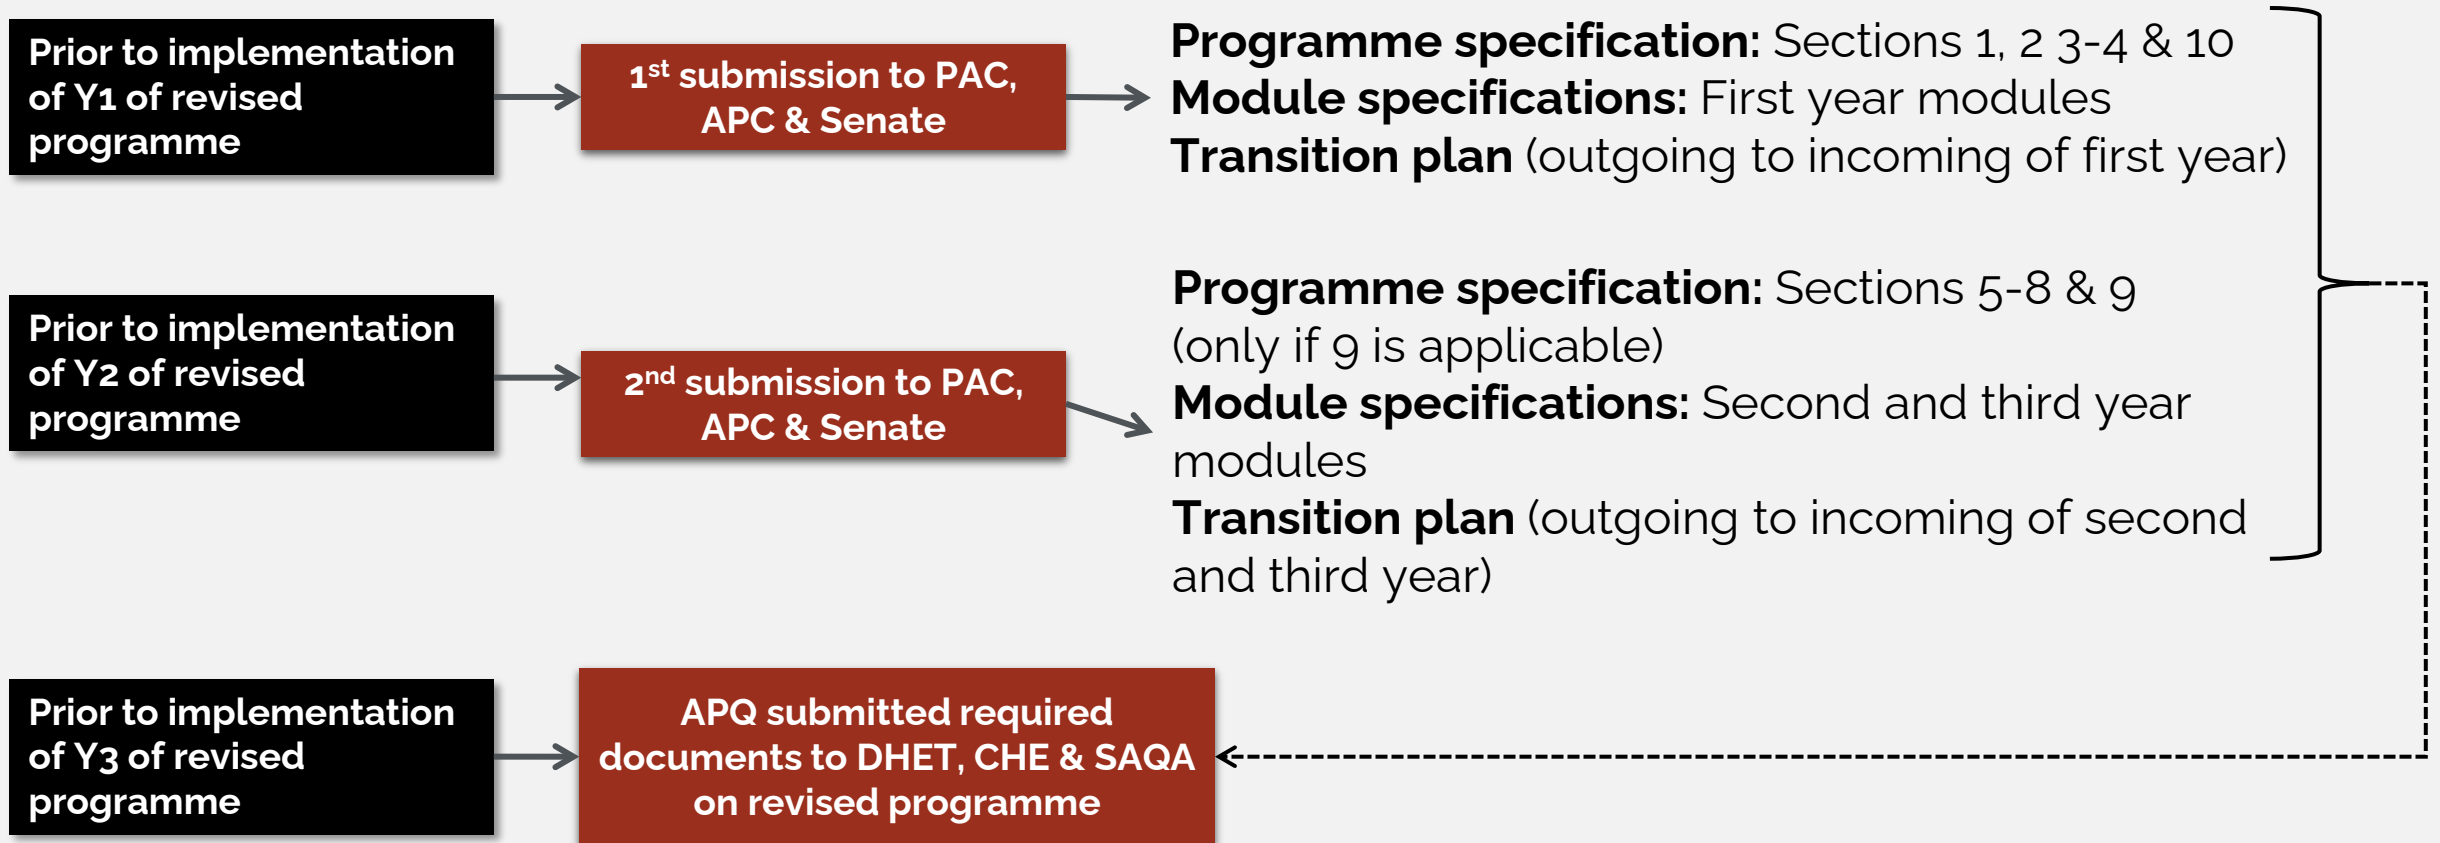 Prior to implementation
of Y1 of revised
programme
1st submission to PAC,
APC & Senate
Programme specification: Sections 1, 2 3-4 & 10
Module specifications: First year modules
Transition plan (outgoing to incoming of first year)
Prior to implementation
of Y2 of revised
programme
2nd submission to PAC,
APC & Senate
Programme specification: Sections 5-8 & 9
(only if 9 is applicable)
Module specifications: Second and third year
modules
Transition plan (outgoing to incoming of second
and third year)
Prior to implementation
of Y3 of revised
programme
APQ submitted required
documents to DHET, CHE & SAQA
on revised programme